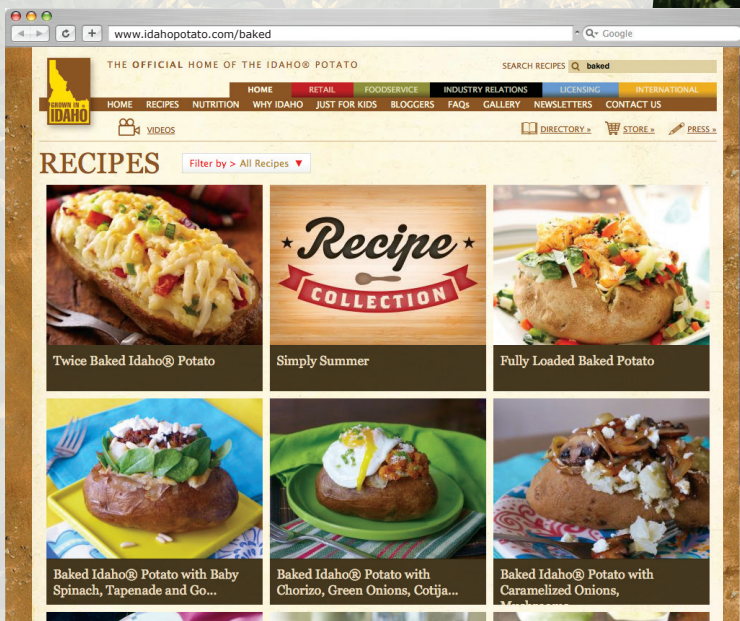 www.idahopotato.com/baked
Google
THE OFFICIAL HOME OF THE IDAHO® POTATO
SEARCH RECIPES baked
HOME RETAIL FOODSERVICE INDUSTRY RELATIONS LICENSING INTERNATIONAL
GROWN IN
IDAHO
HOME RECIPES NUTRITION WHY IDAHO JUST FOR KIDS BLOGGERS FAQs GALLERY NEWSLETTERS CONTACT US
VIDEOS
DIRECTORY » STORE » PRESS »
RECIPES
Filter by > All Recipes ▼
Recipe
COLLECTION
Twice Baked Idaho® Potato
Simply Summer
Fully Loaded Baked Potato
Baked Idaho® Potato with Baby
Spinach, Tapenade and Go...
Baked Idaho® Potato with
Chorizo, Green Onions, Cotija...
Baked Idaho® Potato with
Caramelized Onions,